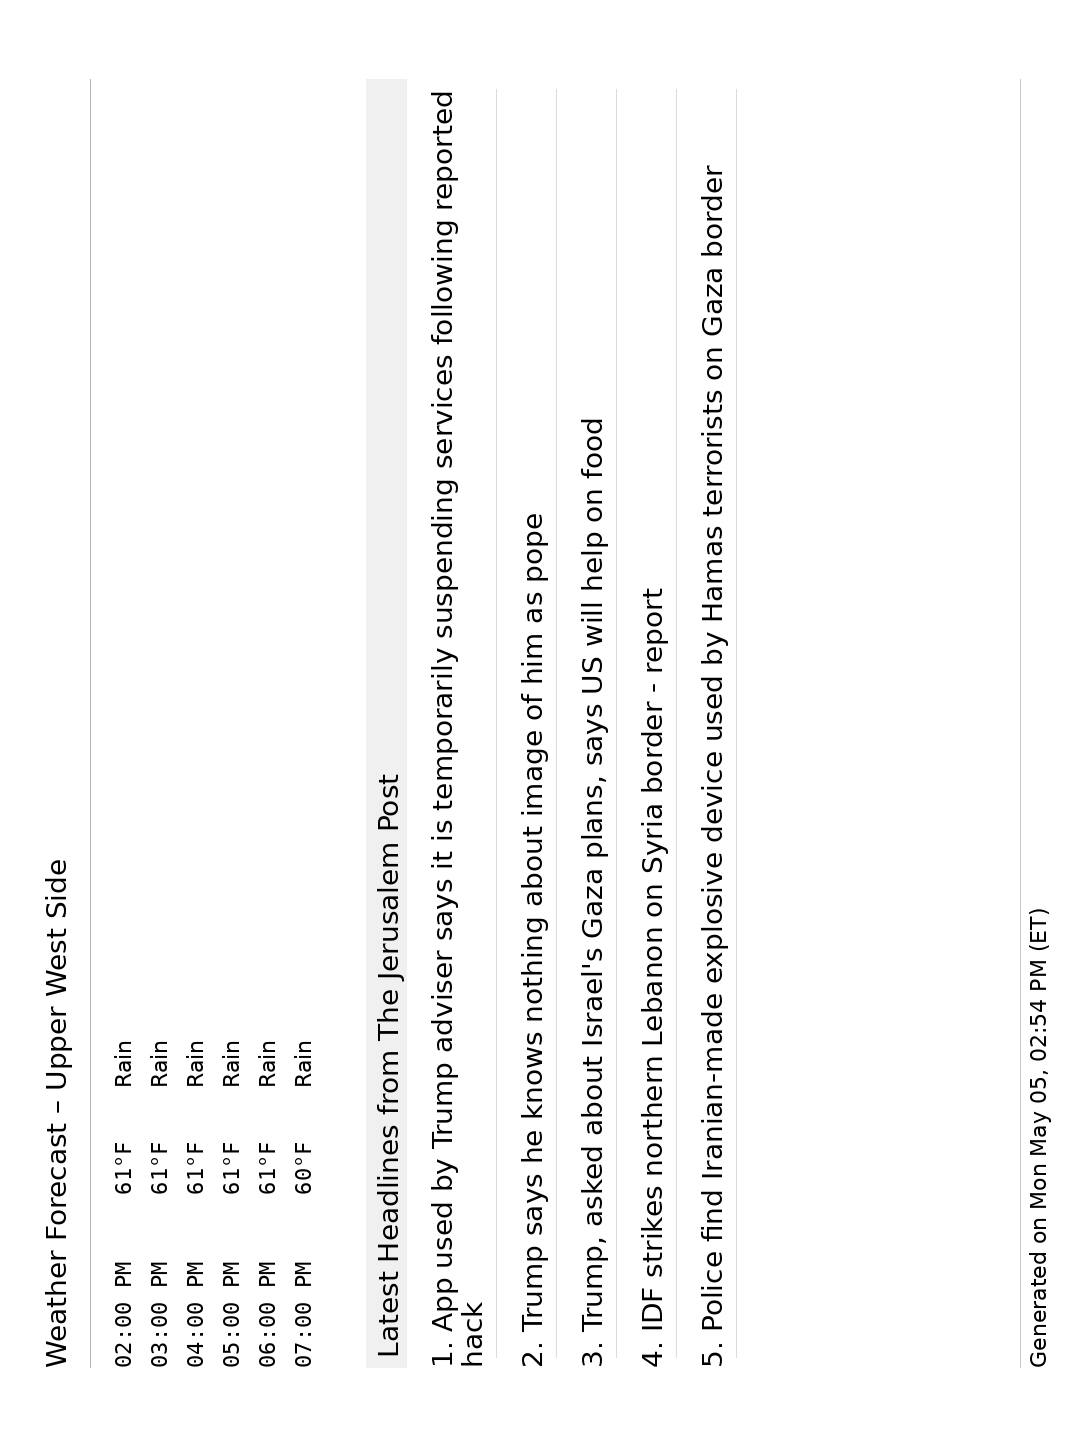 Weather Forecast – Upper West Side
02:00 PM 61°F Rain
03:00 PM 61°F Rain
04:00 PM 61°F Rain
05:00 PM 61°F Rain
06:00 PM 61°F Rain
07:00 PM 60°F Rain
Latest Headlines from The Jerusalem Post
1. App used by Trump adviser says it is temporarily suspending services following reported
hack
2. Trump says he knows nothing about image of him as pope
3. Trump, asked about Israel's Gaza plans, says US will help on food
4. IDF strikes northern Lebanon on Syria border - report
5. Police find Iranian-made explosive device used by Hamas terrorists on Gaza border
Generated on Mon May 05, 02:54 PM (ET)